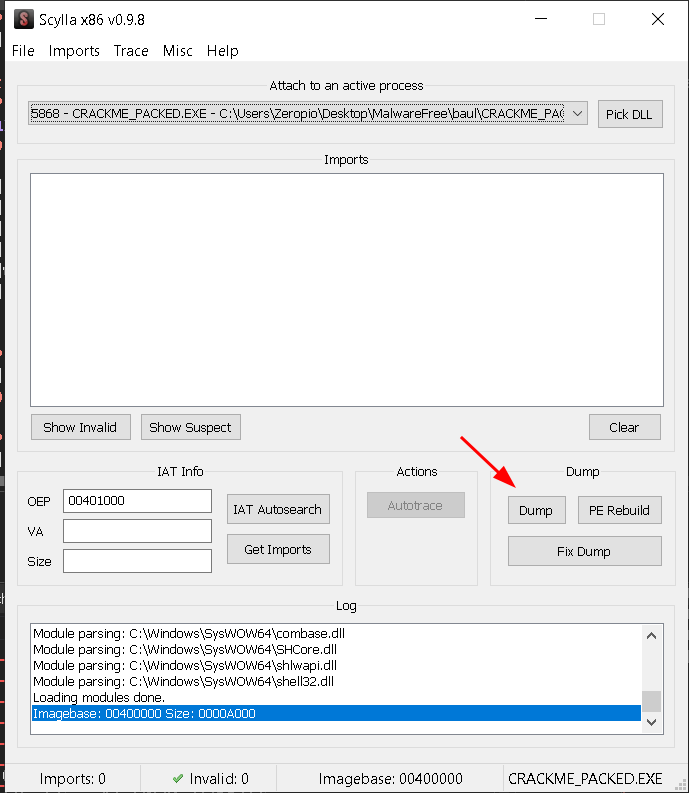 Scylla x86 v0.9.8
File Imports Trace Misc Help
Attach to an active process
5868 - CRACKME_PACKED.EXE - C:\Users\Zeropio\Desktop\MalwareFree\baul\CRACKME_PAC
Pick DLL
Imports
Show Invalid
Show Suspect
Clear
IAT Info
OEP
00401000
VA
Size
IAT Autosearch
Get Imports
Actions
Autotrace
Dump
Dump
PE Rebuild
Fix Dump
Log
Module parsing: C:\Windows\SysWOW64\combase.dll
Module parsing: C:\Windows\SysWOW64\SHCore.dll
Module parsing: C:\Windows\SysWOW64\shlwapi.dll
Module parsing: C:\Windows\SysWOW64\shell32.dll
Loading modules done.
Imagebase: 00400000 Size: 0000A000
Imports: 0
Invalid: 0
Imagebase: 00400000
CRACKME_PACKED.EXE